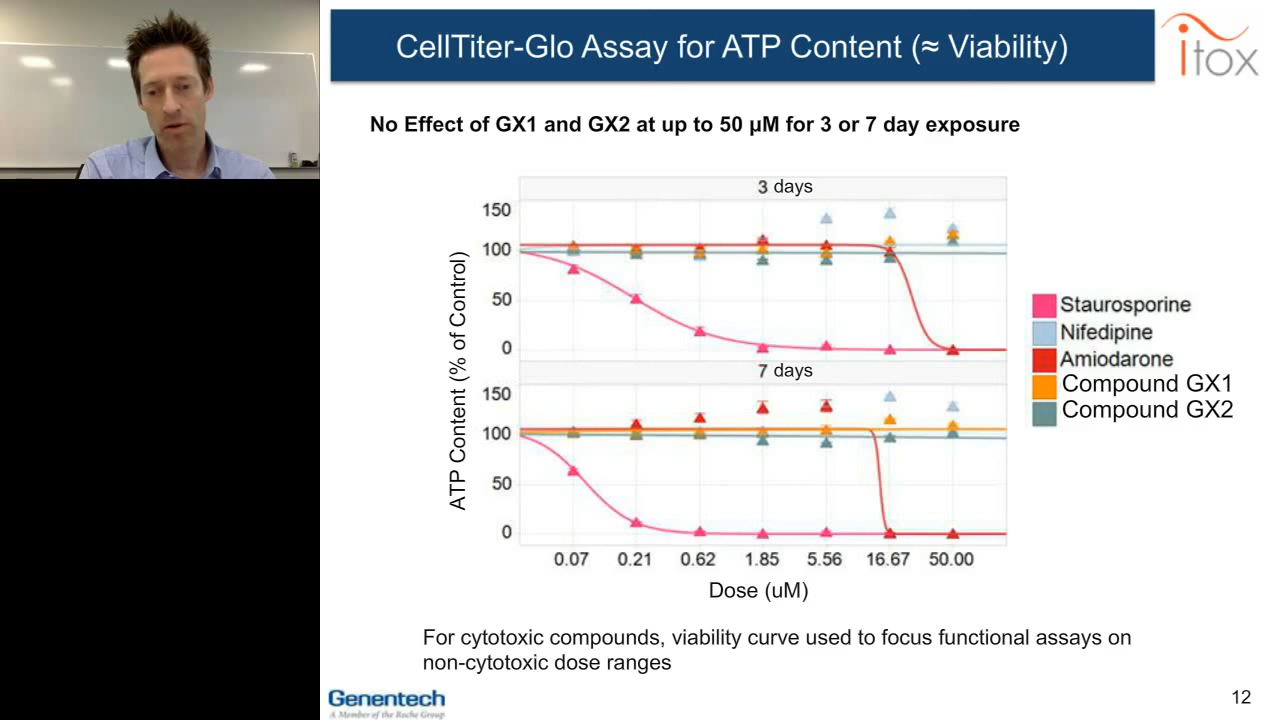 CellTiter-Glo Assay for ATP Content (≈ Viability)
itox
No Effect of GX1 and GX2 at up to 50 µM for 3 or 7 day exposure
3 days
150
100
50
0
7 days
150
100
50
0
ATP Content (% of Control)
0.07 0.21 0.62 1.85 5.56 16.67 50.00
Dose (uM)
Staurosporine
Nifedipine
Amiodarone
Compound GX1
Compound GX2
For cytotoxic compounds, viability curve used to focus functional assays on
non-cytotoxic dose ranges
Genentech
A Member of the Roche Group
12